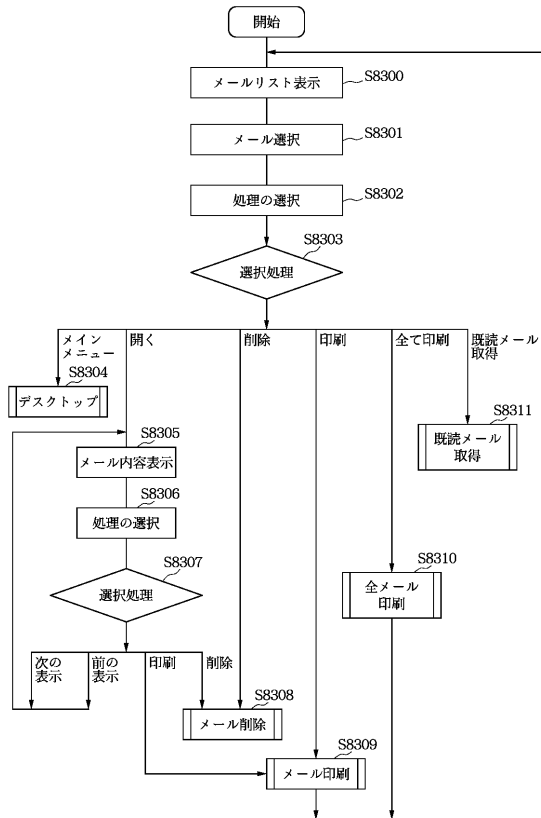 開始
メールリスト表示
S8300
メール選択
S8301
処理の選択
S8302
S8303
選択処理
メイン
メニュー
開く
削除
印刷
全て印刷
既読メール
取得
S8304
デスクトップ
S8311
既読メール
取得
S8305
メール内容表示
S8306
処理の選択
S8307
選択処理
S8310
全メール
印刷
次の
表示
前の
表示
印刷
削除
S8308
メール削除
S8309
メール印刷